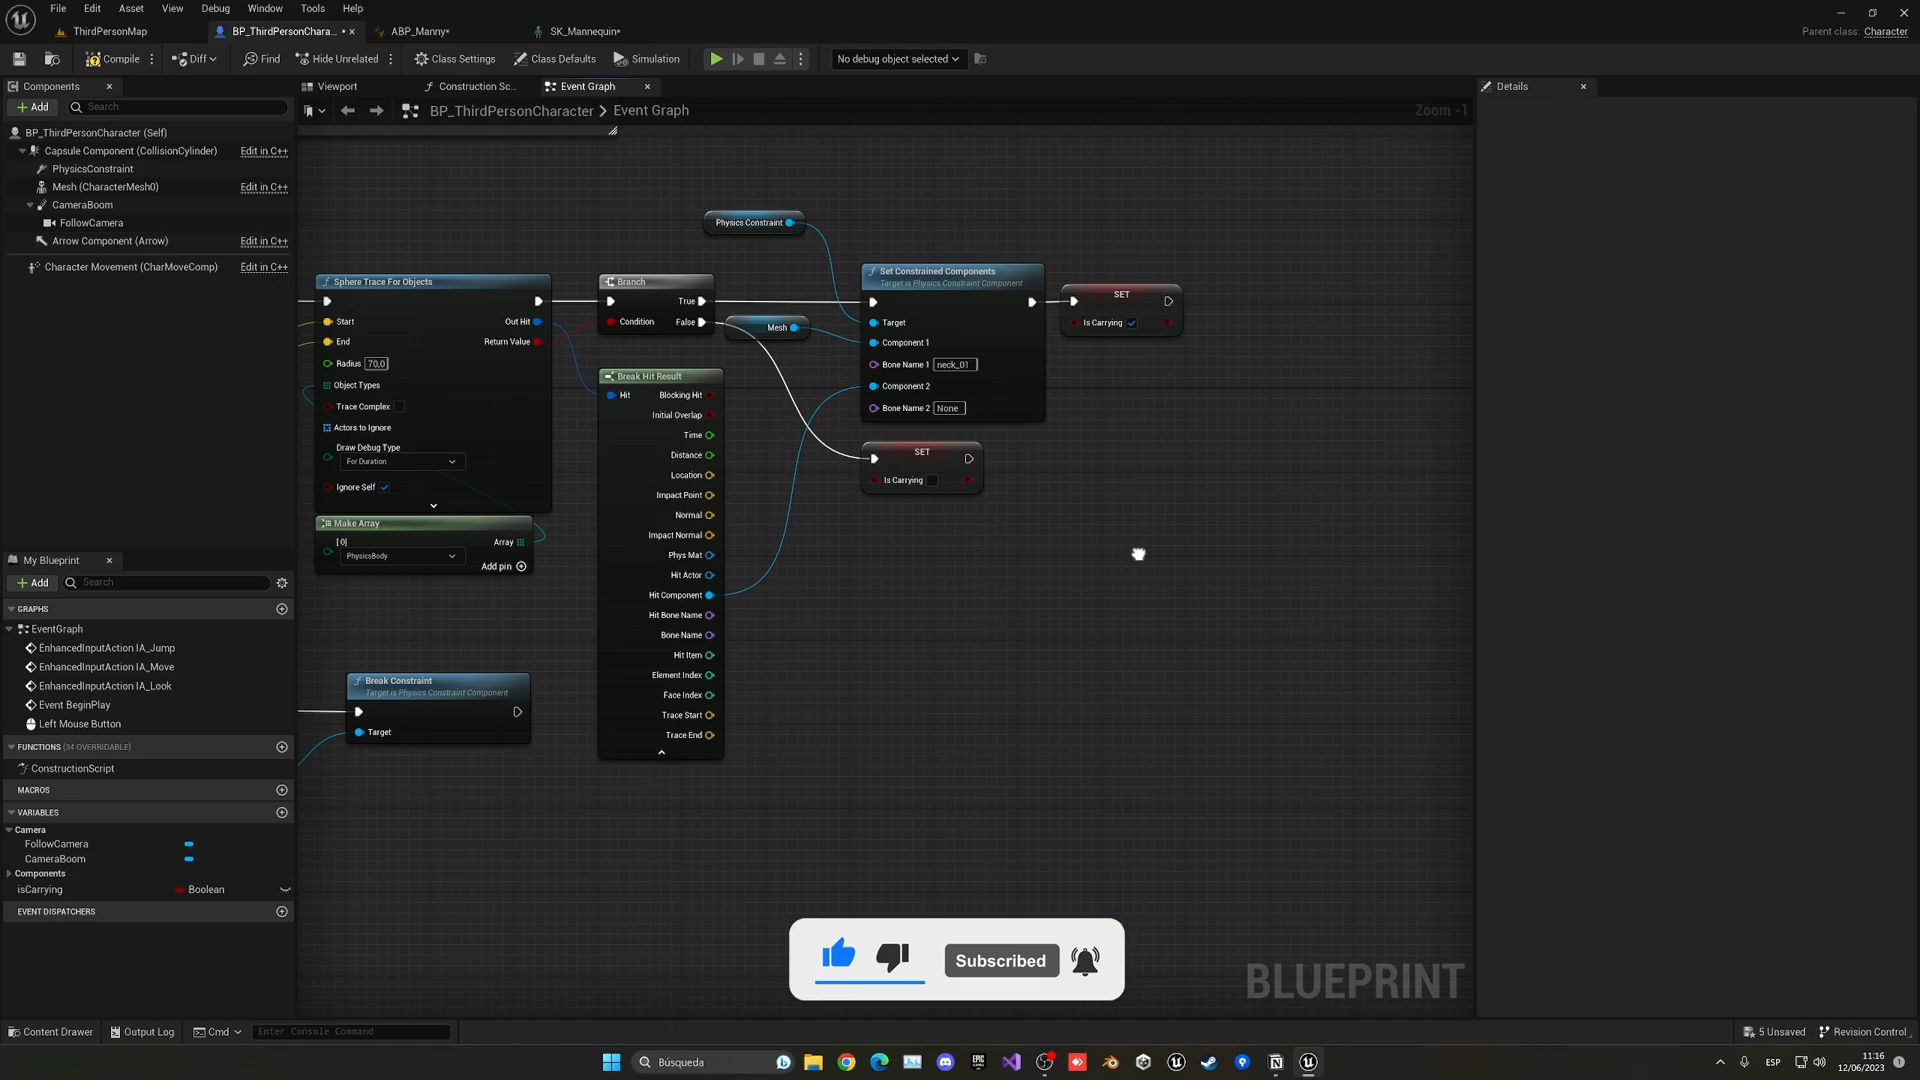 File Edit Asset View Debug Window Tools Help
ThirdPersonMap BP_ThirdPersonChara... • × ABP_Manny* SK_Mannequin*
Parent class: Character
Compile Diff Find Hide Unrelated Class Settings Class Defaults Simulation No debug object selected
Components × Viewport Construction Sc... Event Graph × Details ×
+ Add Search
BP_ThirdPersonCharacter > Event Graph Zoom -1
BP_ThirdPersonCharacter (Self)
Capsule Component (CollisionCylinder) Edit in C++
PhysicsConstraint
Mesh (CharacterMesh0) Edit in C++
CameraBoom
FollowCamera
Arrow Component (Arrow) Edit in C++
Character Movement (CharMoveComp) Edit in C++
Physics Constraint
Sphere Trace For Objects
Start Out Hit
End Return Value
Radius 70,0
Object Types
Trace Complex
Actors to Ignore
Draw Debug Type
For Duration
Ignore Self
Branch
True
Condition False
Mesh
Set Constrained Components
Target is Physics Constraint Component
Target
Component 1
Bone Name 1 neck_01
Component 2
Bone Name 2 None
SET
Is Carrying
SET
Is Carrying
Break Hit Result
Hit Blocking Hit
Initial Overlap
Time
Distance
Location
Impact Point
Normal
Impact Normal
Phys Mat
Hit Actor
Hit Component
Hit Bone Name
Bone Name
Hit Item
Element Index
Face Index
Trace Start
Trace End
Make Array
[0] Array
PhysicsBody
Add pin
Break Constraint
Target is Physics Constraint Component
Target
My Blueprint ×
+ Add Search
GRAPHS
EventGraph
EnhancedInputAction IA_Jump
EnhancedInputAction IA_Move
EnhancedInputAction IA_Look
Event BeginPlay
Left Mouse Button
FUNCTIONS (34 OVERRIDABLE)
ConstructionScript
MACROS
VARIABLES
Camera
FollowCamera
CameraBoom
Components
isCarrying Boolean
EVENT DISPATCHERS
Subscribed
BLUEPRINT
Content Drawer Output Log Cmd Enter Console Command 5 Unsaved Revision Control
Búsqueda EPIC GAMES ESP 11:16
12/06/2023 1